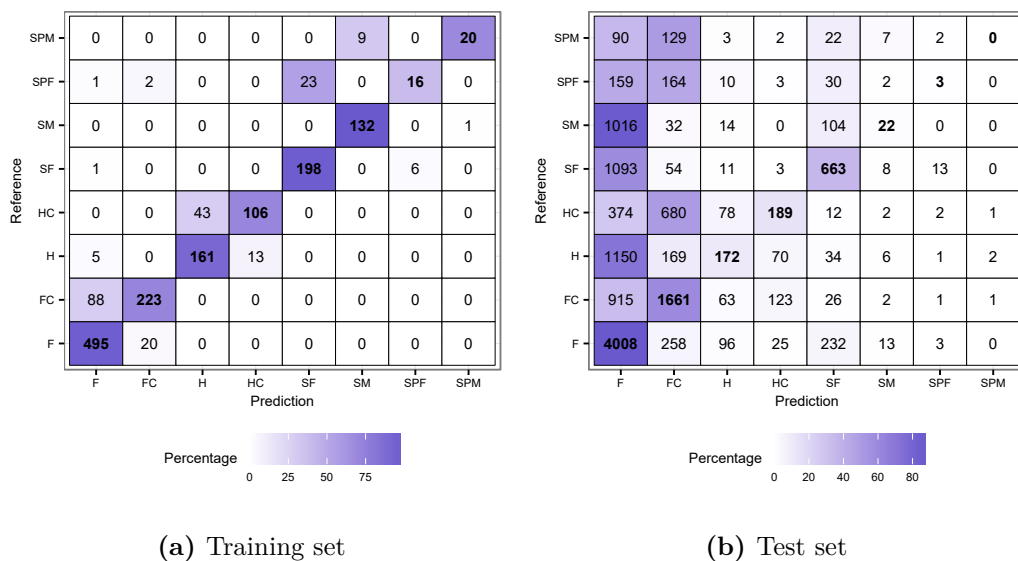 SPM 0 0 0 0 0 9 0 20
SPF 1 2 0 0 23 0 16 0
SM 0 0 0 0 0 132 0 1
SF 1 0 0 0 198 0 6 0
HC 0 0 43 106 0 0 0 0
H 5 0 161 13 0 0 0 0
FC 88 223 0 0 0 0 0 0
F 495 20 0 0 0 0 0 0
Reference
F FC H HC SF SM SPF SPM
Prediction
Percentage
0 25 50 75
(a) Training set
SPM 90 129 3 2 22 7 2 0
SPF 159 164 10 3 30 2 3 0
SM 1016 32 14 0 104 22 0 0
SF 1093 54 11 3 663 8 13 0
HC 374 680 78 189 12 2 2 1
H 1150 169 172 70 34 6 1 2
FC 915 1661 63 123 26 2 1 1
F 4008 258 96 25 232 13 3 0
Reference
F FC H HC SF SM SPF SPM
Prediction
Percentage
0 20 40 60 80
(b) Test set